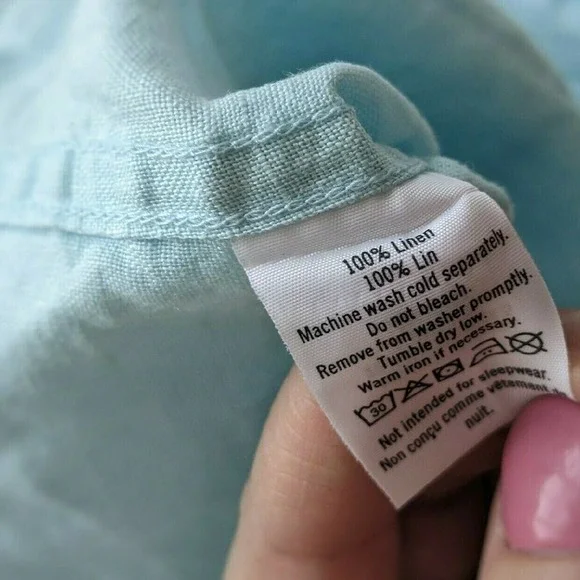 100% Linen
100% Lin
Machine wash cold separately.
Do not bleach.
Remove from washer promptly.
Tumble dry low.
Warm iron if necessary.
30
Not intended for sleepwear.
Non conçu comme vêtement
nuit.